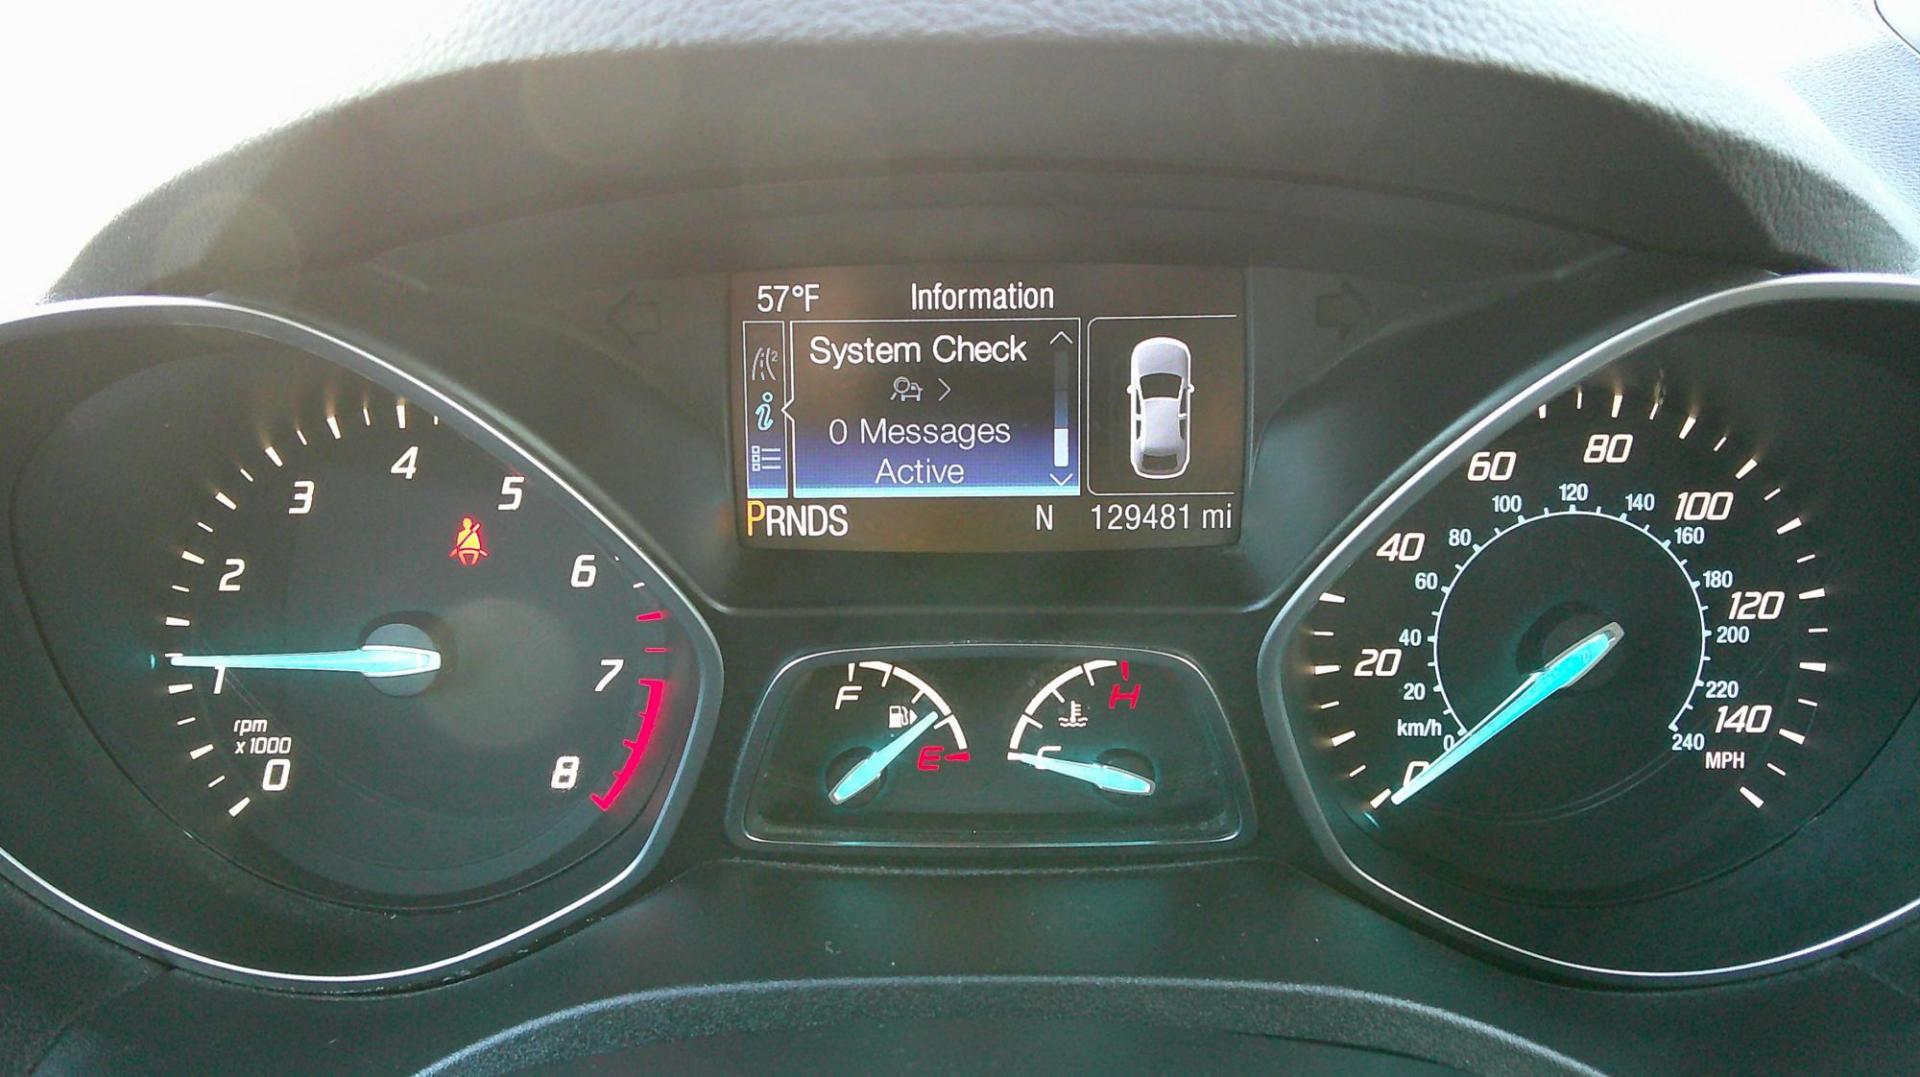 57°F Information
System Check
0 Messages
Active
PRNDS N 129481 mi
0 1 2 3 4 5 6 7 8
rpm
x 1000
F E
C H
0 20 40 60 80 100 120 140
MPH
0 20 40 60 80 100 120 140 160 180 200 220 240
km/h